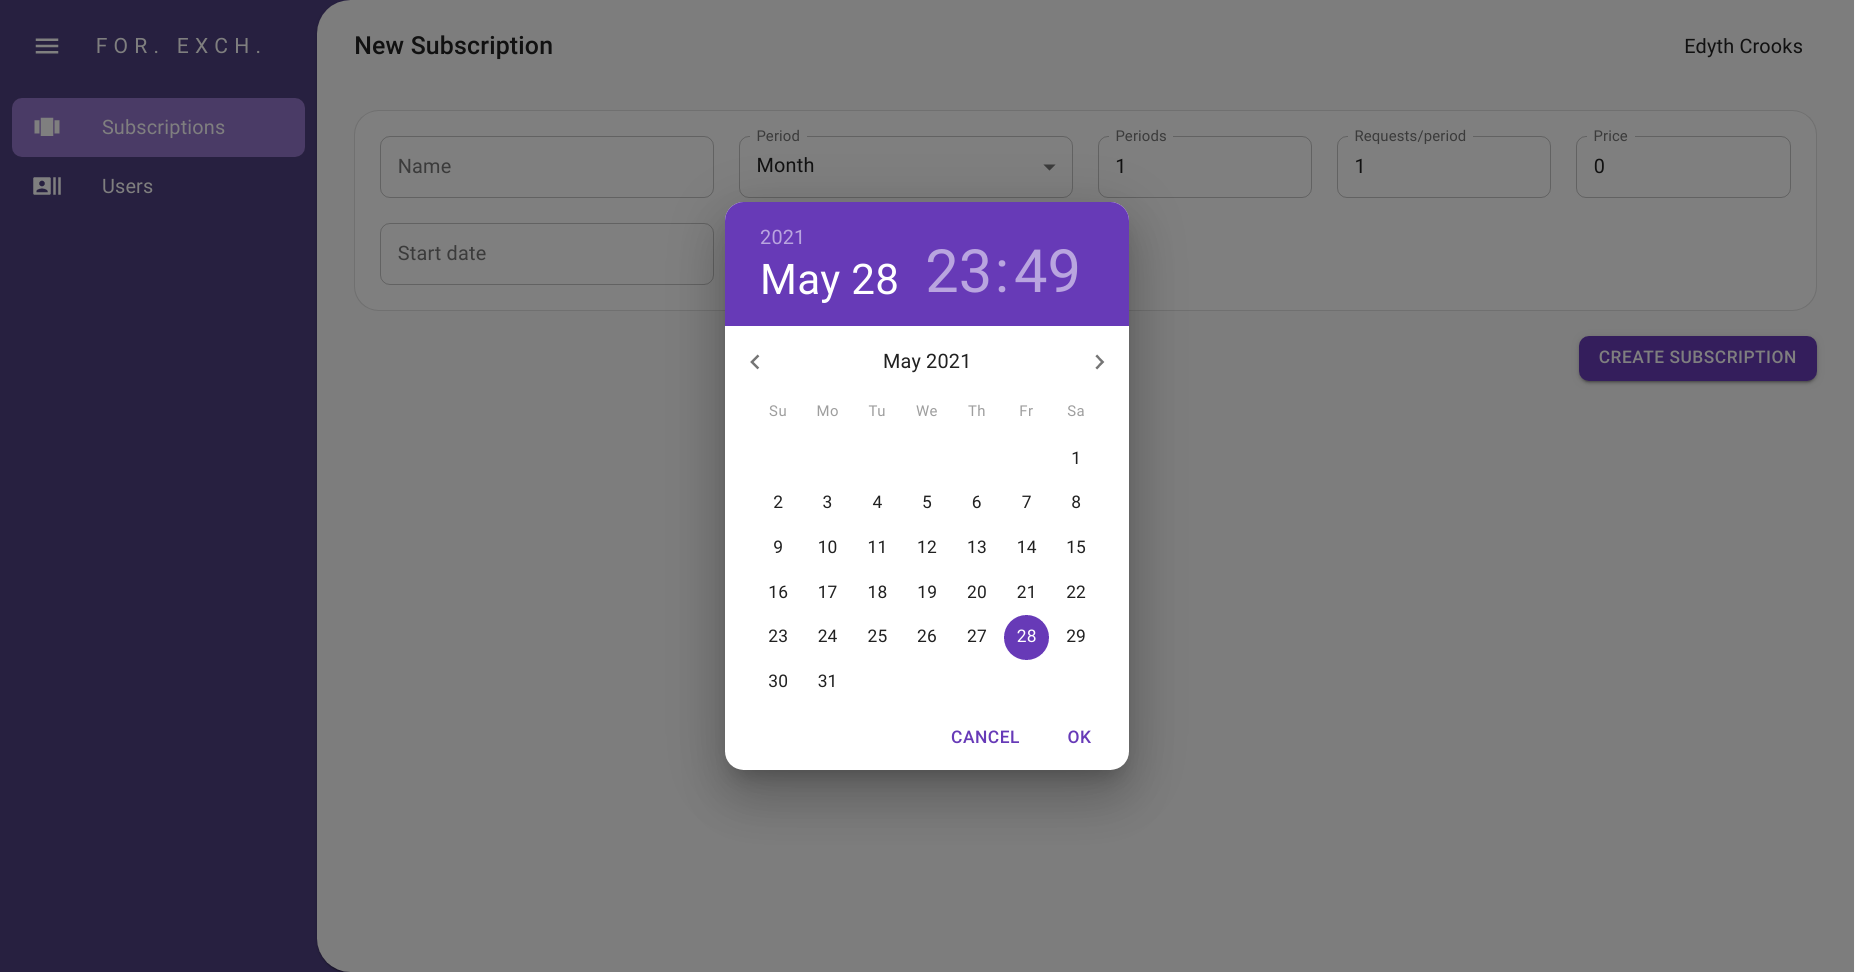 FOR. EXCH.
New Subscription
Edyth Crooks
Subscriptions
Users
Name
Period
Month
Periods
1
Requests/period
1
Price
0
Start date
2021
May 28 23:49
May 2021
Su Mo Tu We Th Fr Sa
1
2 3 4 5 6 7 8
9 10 11 12 13 14 15
16 17 18 19 20 21 22
23 24 25 26 27 28 29
30 31
CANCEL OK
CREATE SUBSCRIPTION